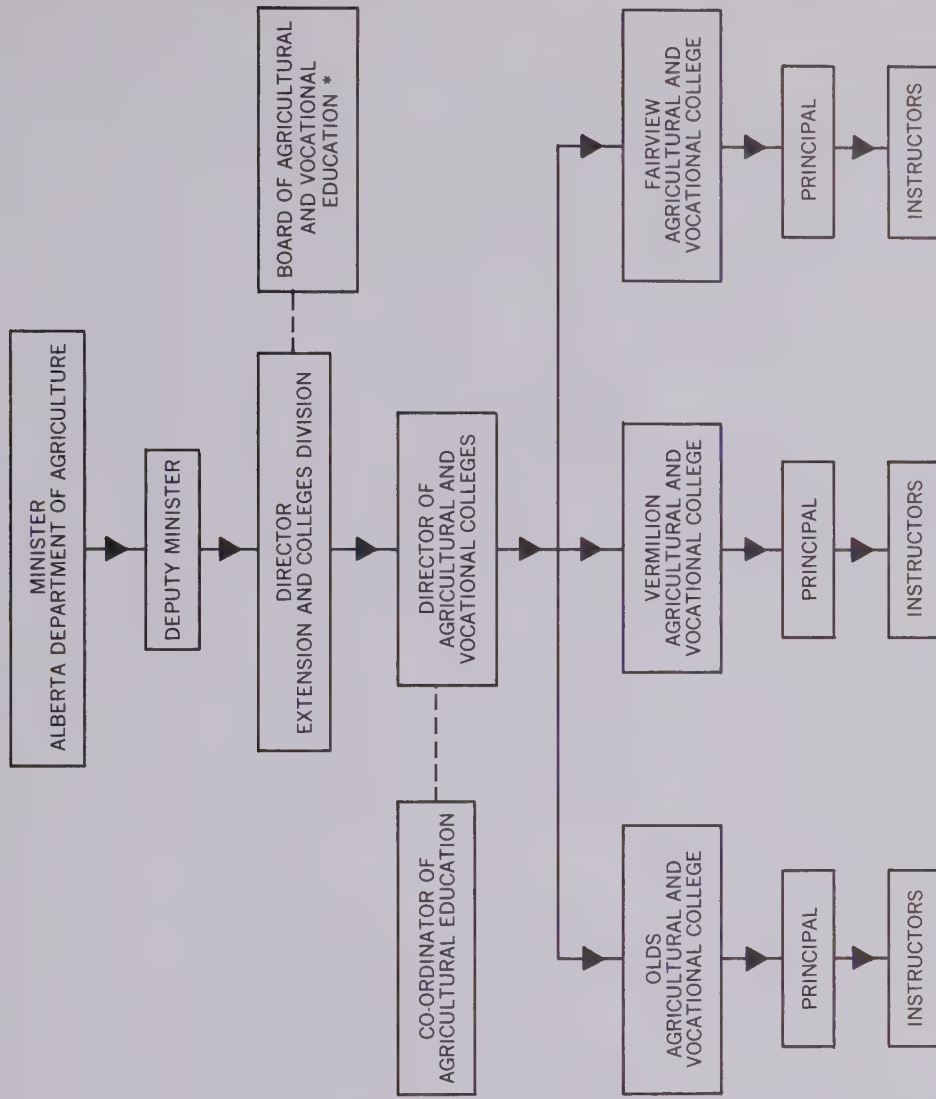 MINISTER
ALBERTA DEPARTMENT OF AGRICULTURE
DEPUTY MINISTER
DIRECTOR
EXTENSION AND COLLEGES DIVISION
BOARD OF AGRICULTURAL
AND VOCATIONAL
EDUCATION *
CO-ORDINATOR OF
AGRICULTURAL EDUCATION
DIRECTOR OF
AGRICULTURAL AND
VOCATIONAL COLLEGES
OLDS
AGRICULTURAL AND
VOCATIONAL COLLEGE
VERMILION
AGRICULTURAL AND
VOCATIONAL COLLEGE
FAIRVIEW
AGRICULTURAL AND
VOCATIONAL COLLEGE
PRINCIPAL
PRINCIPAL
PRINCIPAL
INSTRUCTORS
INSTRUCTORS
INSTRUCTORS